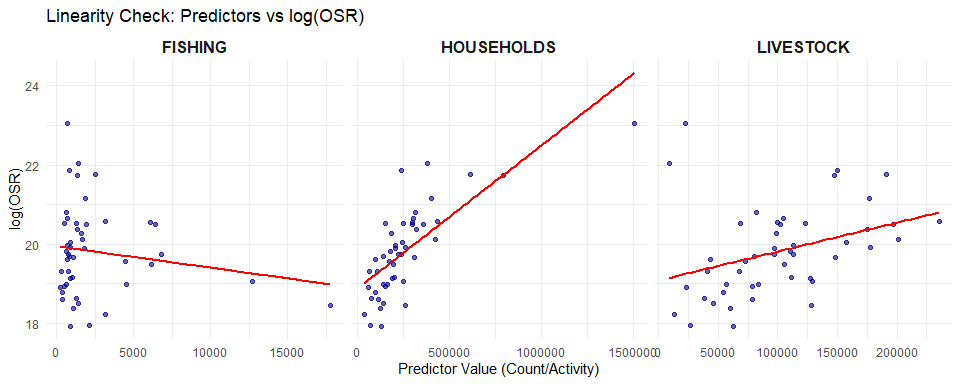 Linearity Check: Predictors vs log(OSR)
FISHING HOUSEHOLDS LIVESTOCK
log(OSR)
24
22
20
18
0 5000 10000 15000 0 500000 1000000 1500000 0 50000 100000 150000 200000
Predictor Value (Count/Activity)